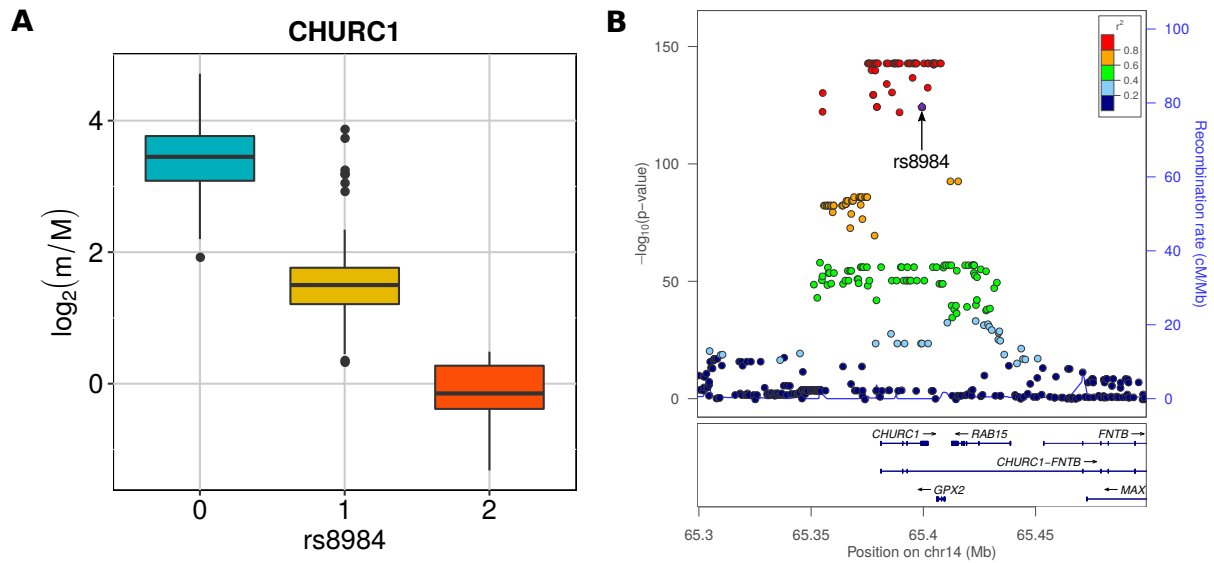 A
CHURC1
log2(m/M)
4
2
0
0
1
2
rs8984
B
150
100
50
0
−log10(p−value)
r2
0.8
0.6
0.4
0.2
rs8984
100
80
60
40
20
0
Recombination rate (cM/Mb)
CHURC1 → ← RAB15 FNTB →
CHURC1−FNTB →
← GPX2 ← MAX
65.3 65.35 65.4 65.45
Position on chr14 (Mb)